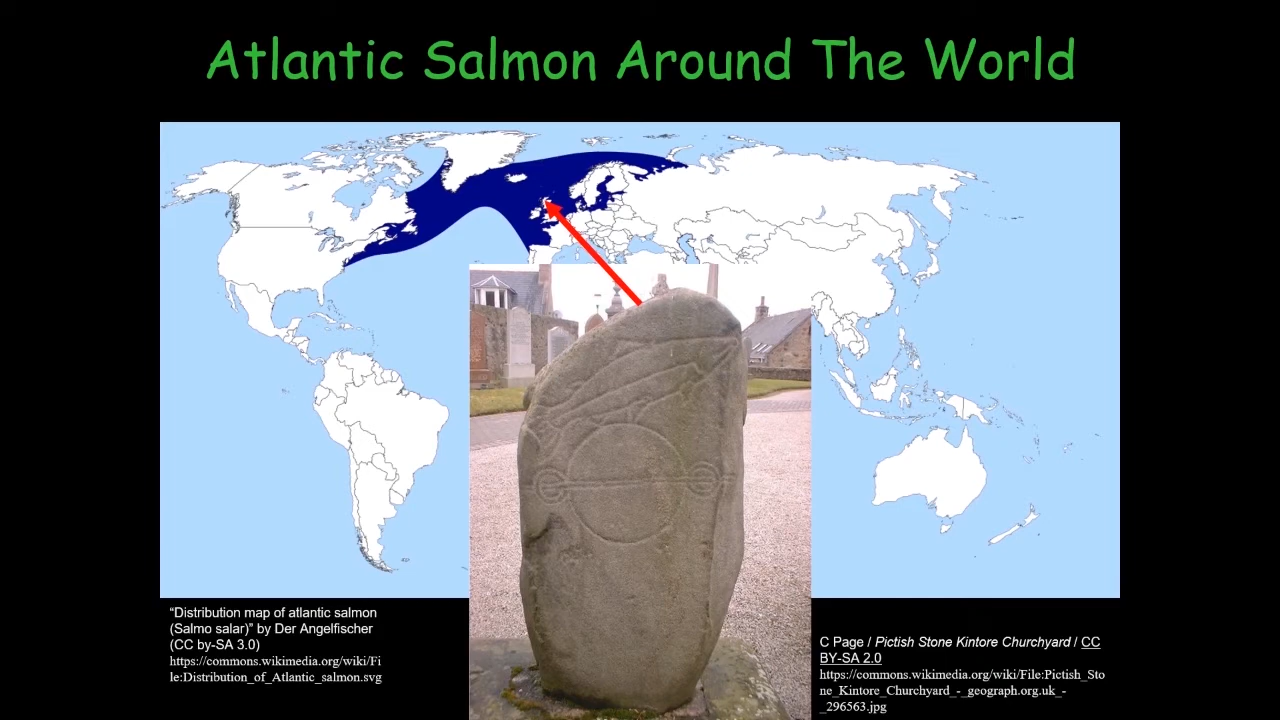 Atlantic Salmon Around The World
“Distribution map of atlantic salmon
(Salmo salar)” by Der Angelfischer
(CC by-SA 3.0)
https://commons.wikimedia.org/wiki/Fi
le:Distribution_of_Atlantic_salmon.svg
C Page / Pictish Stone Kintore Churchyard / CC
BY-SA 2.0
https://commons.wikimedia.org/wiki/File:Pictish_Sto
ne_Kintore_Churchyard_-_geograph.org.uk_-
_296563.jpg